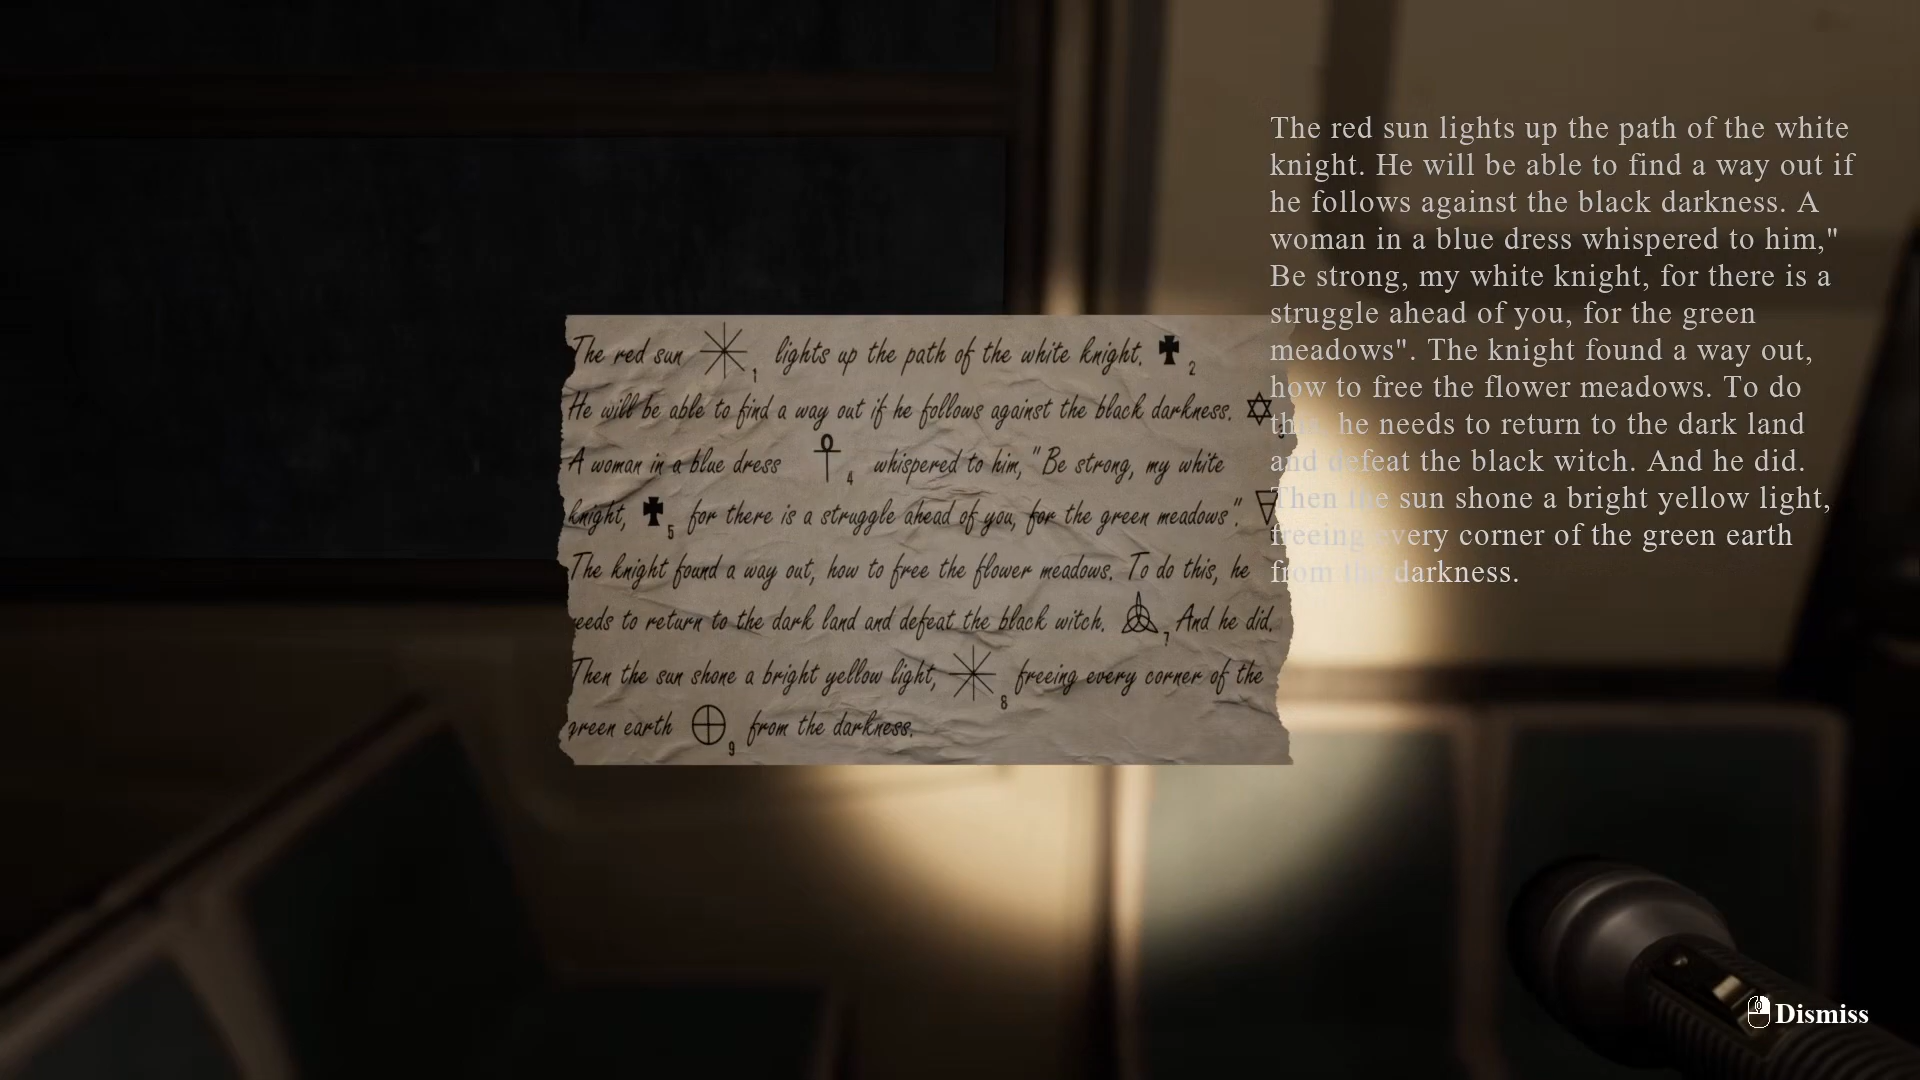 The red sun 1 lights up the path of the white knight. 2
He will be able to find a way out if he follows against the black darkness.
A woman in a blue dress 4 whispered to him, "Be strong, my white
knight, 5 for there is a struggle ahead of you, for the green meadows".
The knight found a way out, how to free the flower meadows. To do this, he
needs to return to the dark land and defeat the black witch. 7 And he did.
Then the sun shone a bright yellow light, 8 freeing every corner of the
green earth 9 from the darkness.
The red sun lights up the path of the white
knight. He will be able to find a way out if
he follows against the black darkness. A
woman in a blue dress whispered to him,"
Be strong, my white knight, for there is a
struggle ahead of you, for the green
meadows". The knight found a way out,
how to free the flower meadows. To do
this, he needs to return to the dark land
and defeat the black witch. And he did.
Then the sun shone a bright yellow light,
freeing every corner of the green earth
from the darkness.
Dismiss